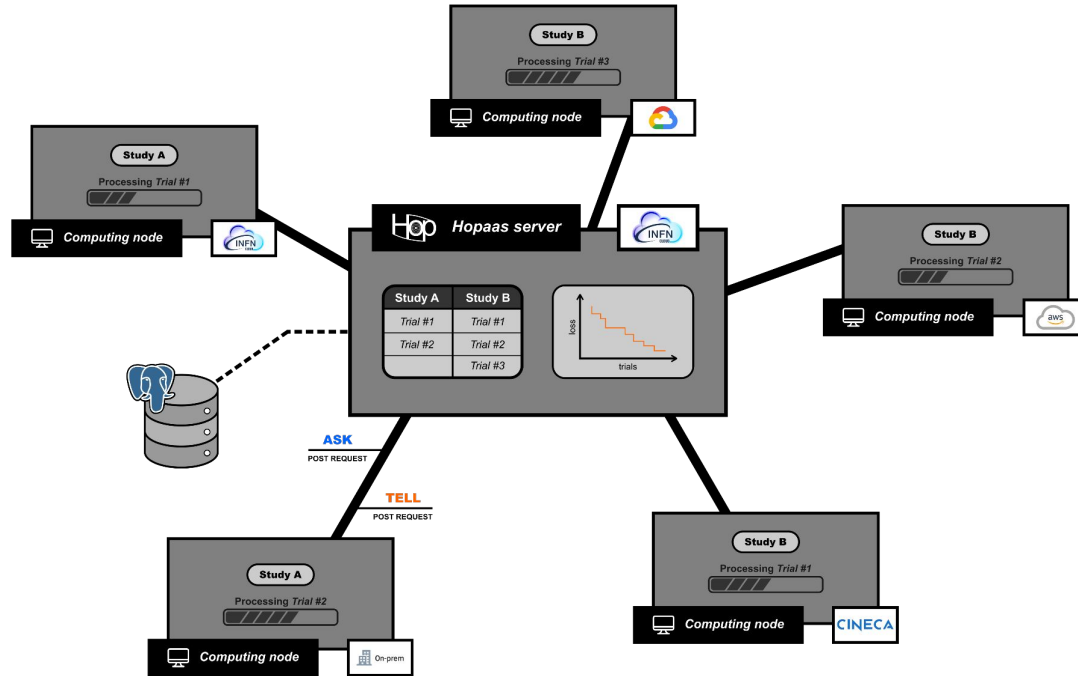 Study B
Processing Trial #3
Computing node
Study A
Processing Trial #1
Computing node
INFN
CLOUD
Hop
Hopaas server
INFN
CLOUD
Study B
Processing Trial #2
Computing node
aws
Study A
Study B
Trial #1
Trial #1
Trial #2
Trial #2
Trial #3
loss
trials
ASK
POST REQUEST
TELL
POST REQUEST
Study A
Processing Trial #2
Computing node
On-prem
Study B
Processing Trial #1
Computing node
CINECA